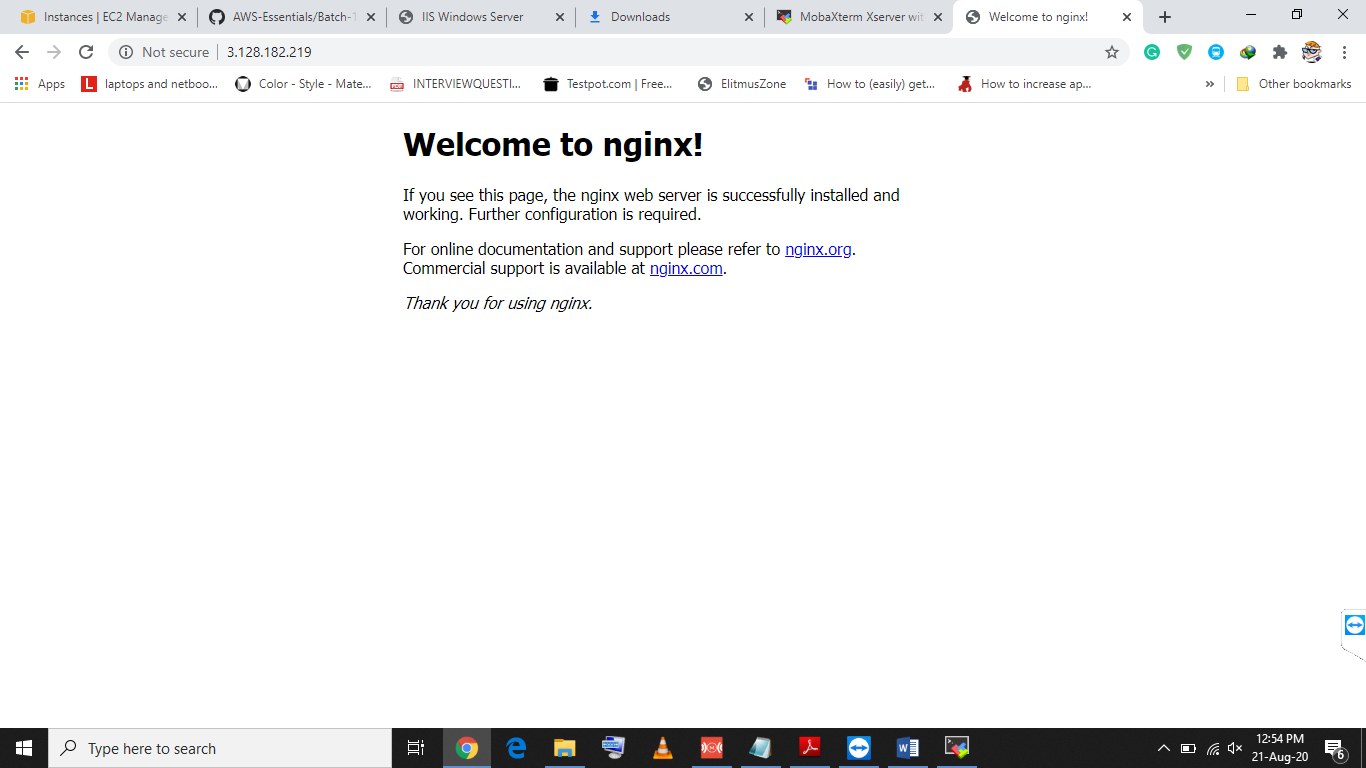 Instances | EC2 Manage
AWS-Essentials/Batch-1
IIS Windows Server
Downloads
MobaXterm Xserver wit
Welcome to nginx!
Not secure
3.128.182.219
Apps
L
laptops and netboo...
Color - Style - Mate...
PDF
INTERVIEWQUESTI...
Testpot.com | Free...
ElitmusZone
How to (easily) get...
How to increase ap...
»
Other bookmarks
Welcome to nginx!
If you see this page, the nginx web server is successfully installed and
working. Further configuration is required.
For online documentation and support please refer to nginx.org.
Commercial support is available at nginx.com.
Thank you for using nginx.
Type here to search
12:54 PM
21-Aug-20
6